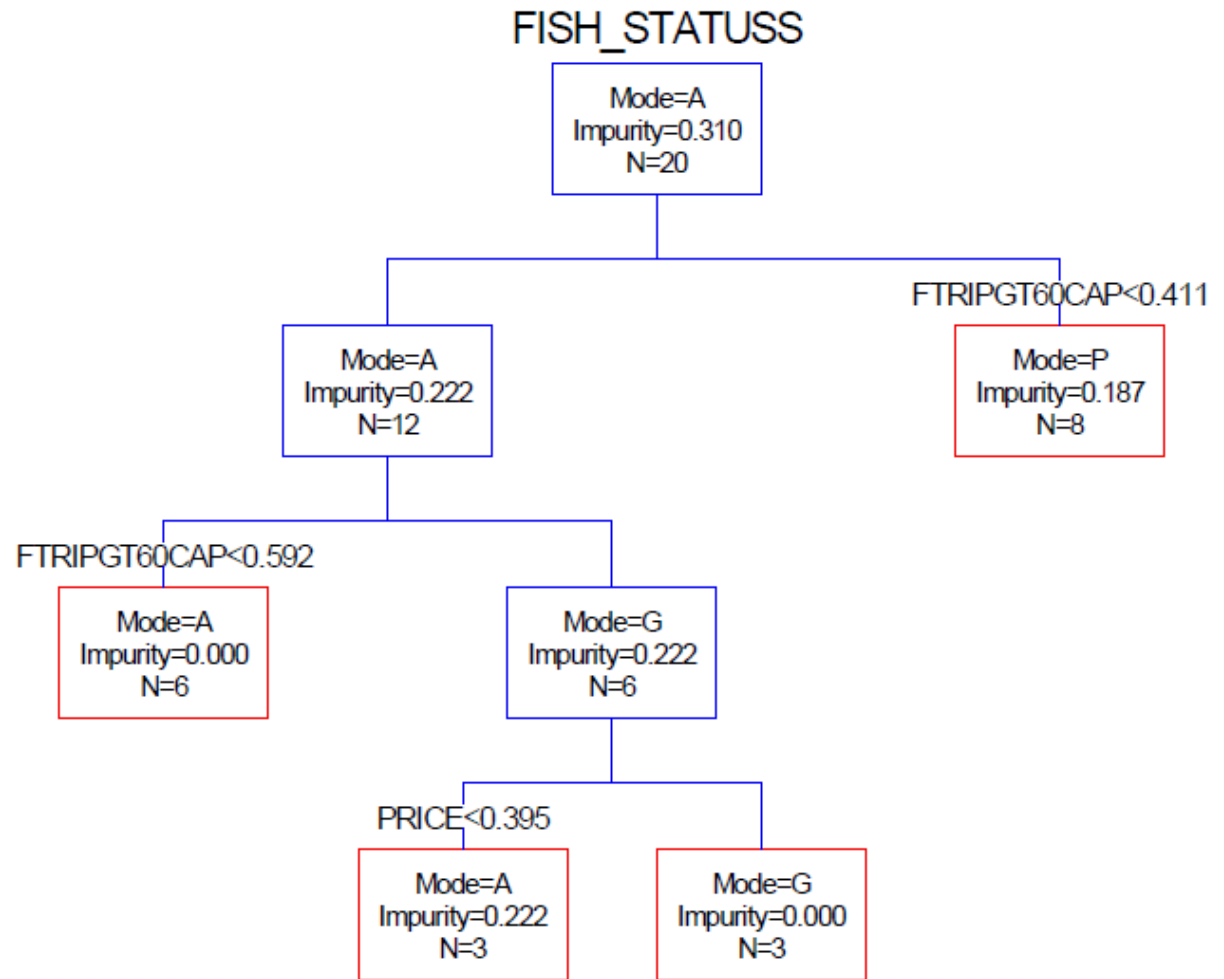 FISH_STATUSS
Mode=A
Impurity=0.310
N=20
FTRIPGT60CAP<0.411
Mode=A
Impurity=0.222
N=12
Mode=P
Impurity=0.187
N=8
FTRIPGT60CAP<0.592
Mode=A
Impurity=0.000
N=6
Mode=G
Impurity=0.222
N=6
PRICE<0.395
Mode=A
Impurity=0.222
N=3
Mode=G
Impurity=0.000
N=3